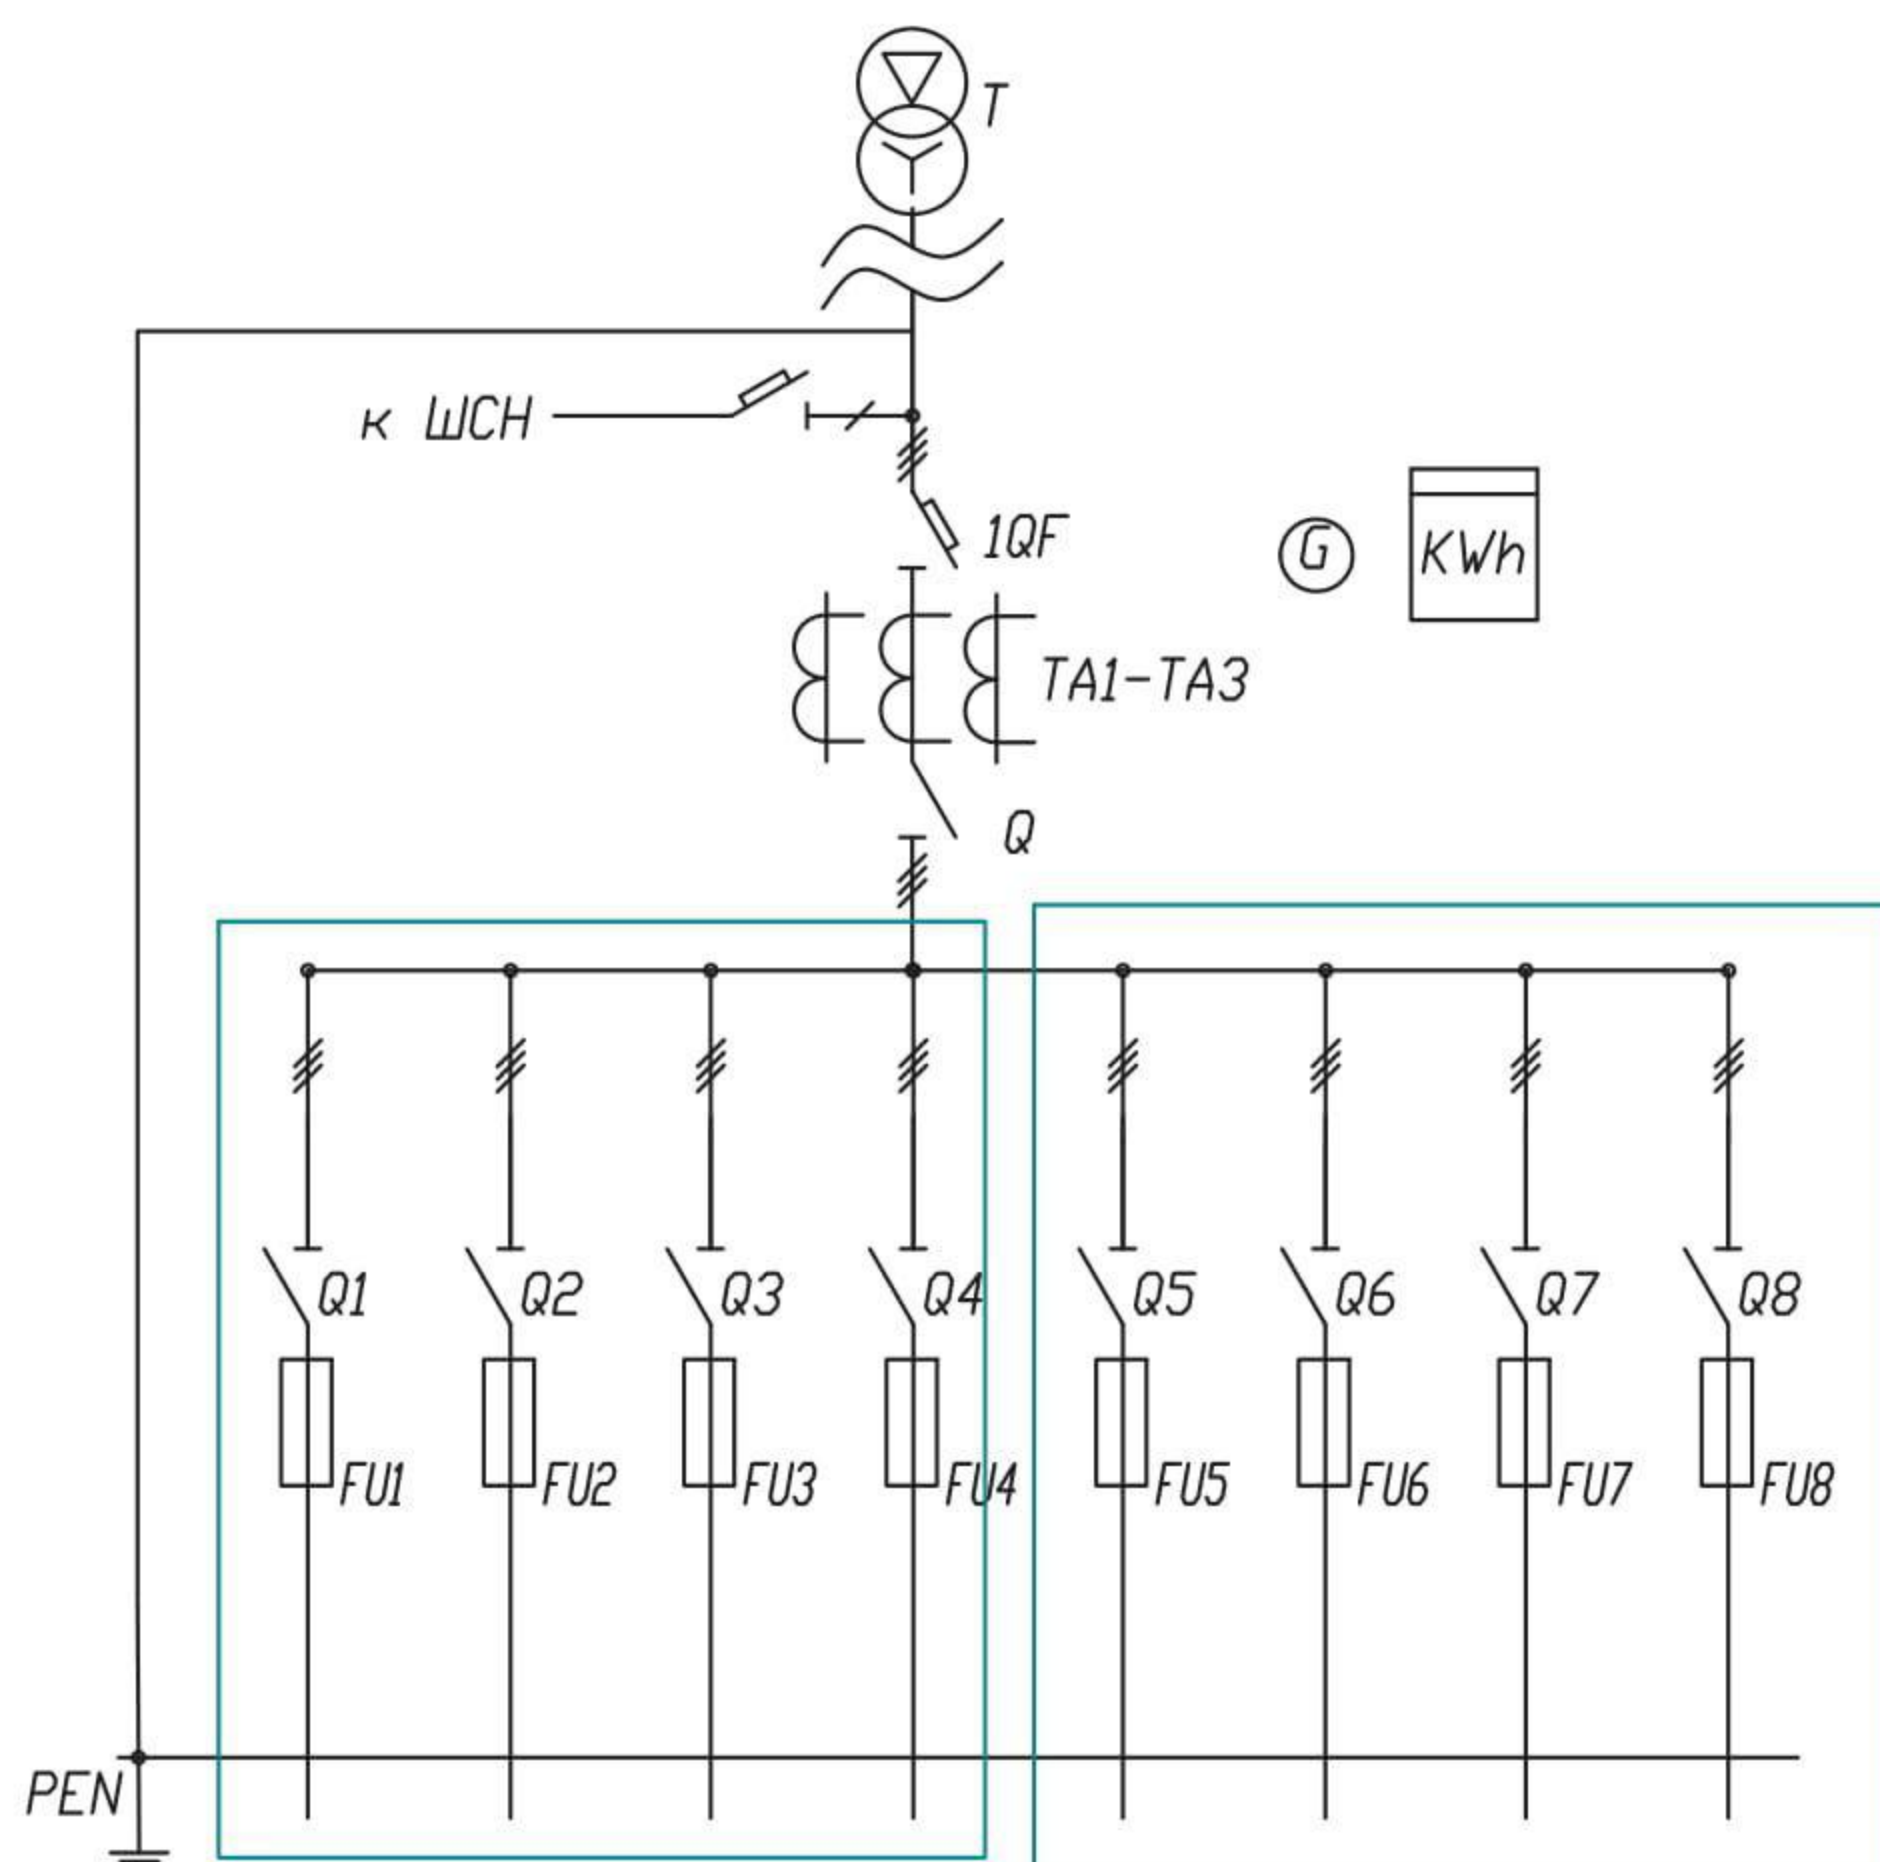 T
к ШСН
1QF
G
KWh
TA1-TA3
Q
Q1
Q2
Q3
Q4
Q5
Q6
Q7
Q8
FU1
FU2
FU3
FU4
FU5
FU6
FU7
FU8
PEN